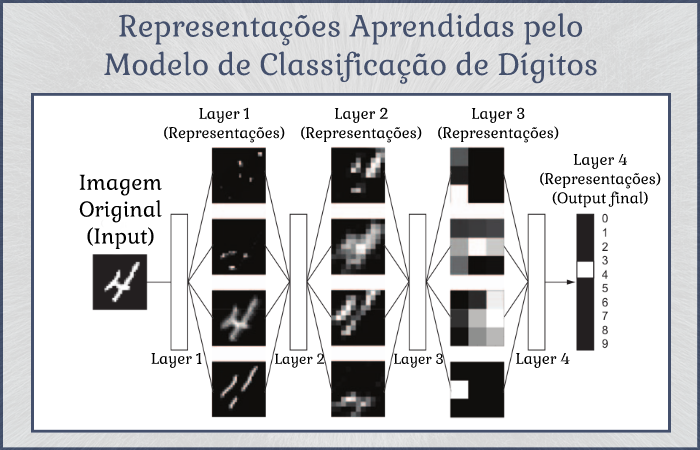 Representações Aprendidas pelo
Modelo de Classificação de Dígitos
Layer 1
(Representações)
Layer 2
(Representações)
Layer 3
(Representações)
Layer 4
(Representações)
(Output final)
Imagem
Original
(Input)
0
1
2
3
4
5
6
7
8
9
Layer 1
Layer 2
Layer 3
Layer 4